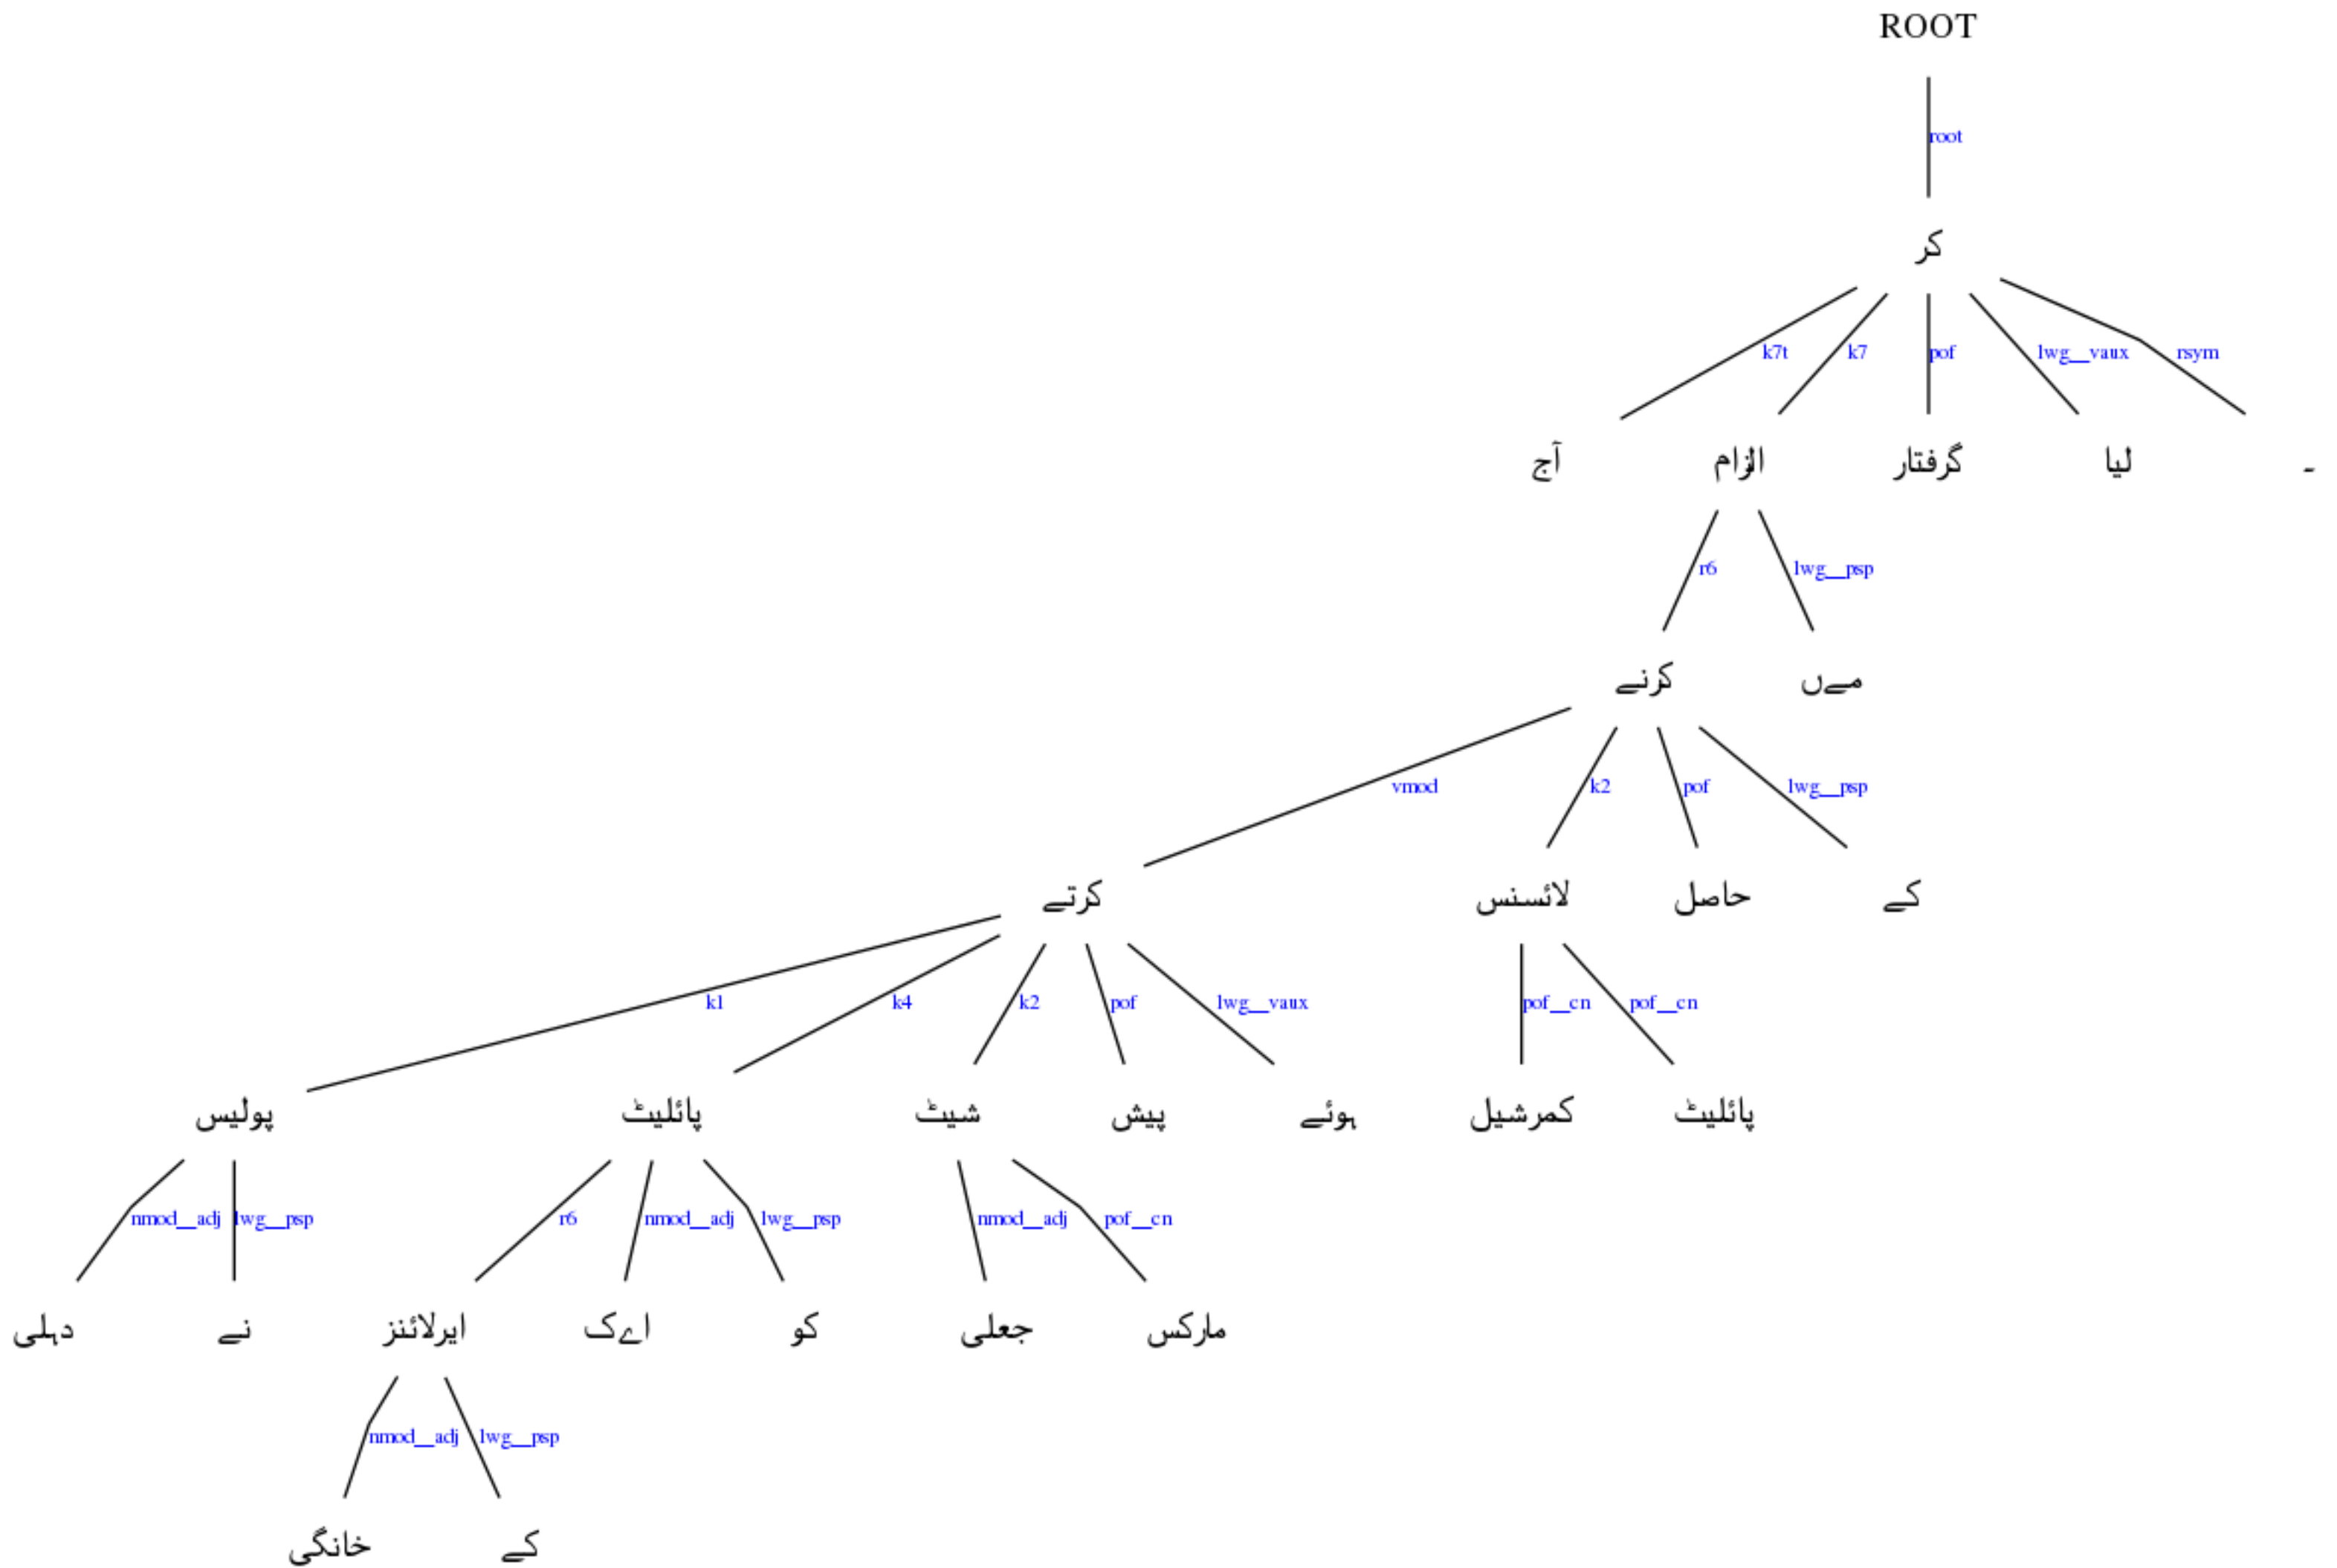 ROOT
root
کر
k7t k7 pof lwg__vaux rsym
آج الزام گرفتار لیا ۔
r6 lwg__psp
کرنے مےں
vmod k2 pof lwg__psp
کرتے لائسنس حاصل کے
k1 k4 k2 pof lwg__vaux pof__cn pof__cn
پولیس پائلیٹ شیٹ پیش ہوئے کمرشیل پائلیٹ
nmod__adj lwg__psp r6 nmod__adj lwg__psp nmod__adj pof__cn
دہلی نے ایرلائنز اےک کو جعلی مارکس
nmod__adj lwg__psp
خانگی کے